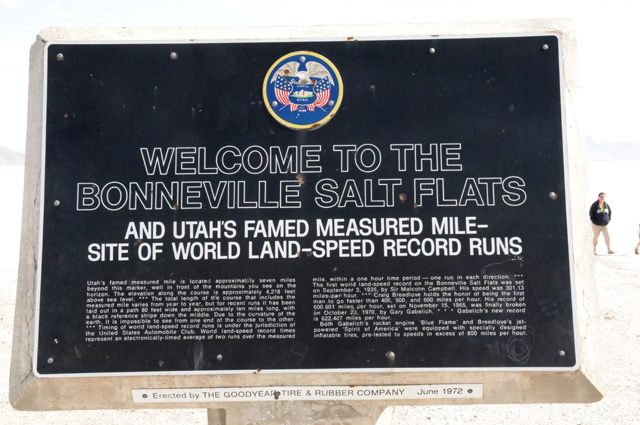 UTAH
WELCOME TO THE
BONNEVILLE SALT FLATS
AND UTAH'S FAMED MEASURED MILE–
SITE OF WORLD LAND–SPEED RECORD RUNS
Utah's famed measured mile is located approximately seven miles
beyond this marker, well in front of the mountains you see on the
horizon. The elevation along the course is approximately 4,218 feet
above sea level. *** The total length of the course that includes the
measured mile varies from year to year, but for recent runs it has been
laid out in a path 80 feet wide and approximately ten miles long, with
a black reference stripe down the middle. Due to the curvature of the
earth, it is impossible to see from one end of the course to the other.
*** Timing of world land-speed record runs is under the jurisdiction of
the United States Automobile Club. World land-speed record times
represent an electronically-timed average of two runs over the measured
mile, within a one hour time period — one run in each direction. ***
The first world land-speed record on the Bonneville Salt Flats was set
on September 3, 1935, by Sir Malcolm Campbell. His speed was 301.13
miles-per-hour. *** Craig Breedlove holds the honor of being the first
man to go faster than 400, 500, and 600 miles per hour. His record of
600.601 miles per hour, set on November 15, 1965, was finally broken
on October 23, 1970, by Gary Gabelich. * * * Gabelich's new record
is 622.407 miles per hour.
Both Gabelich's rocket engine 'Blue Flame' and Breedlove's jet-
powered 'Spirit of America' were equipped with specially designed
inflatable tires, pre-tested to speeds in excess of 800 miles per hour.
Erected by THE GOODYEAR TIRE & RUBBER COMPANY June 1972